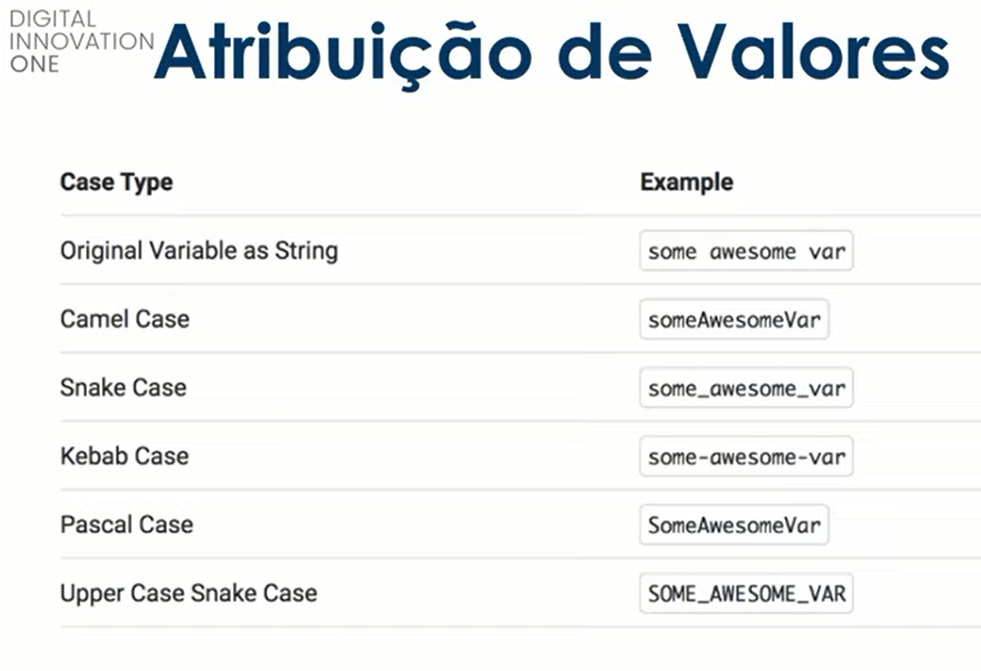 DIGITAL
INNOVATION
ONE
Atribuição de Valores
Case Type Example
Original Variable as String some awesome var
Camel Case someAwesomeVar
Snake Case some_awesome_var
Kebab Case some-awesome-var
Pascal Case SomeAwesomeVar
Upper Case Snake Case SOME_AWESOME_VAR